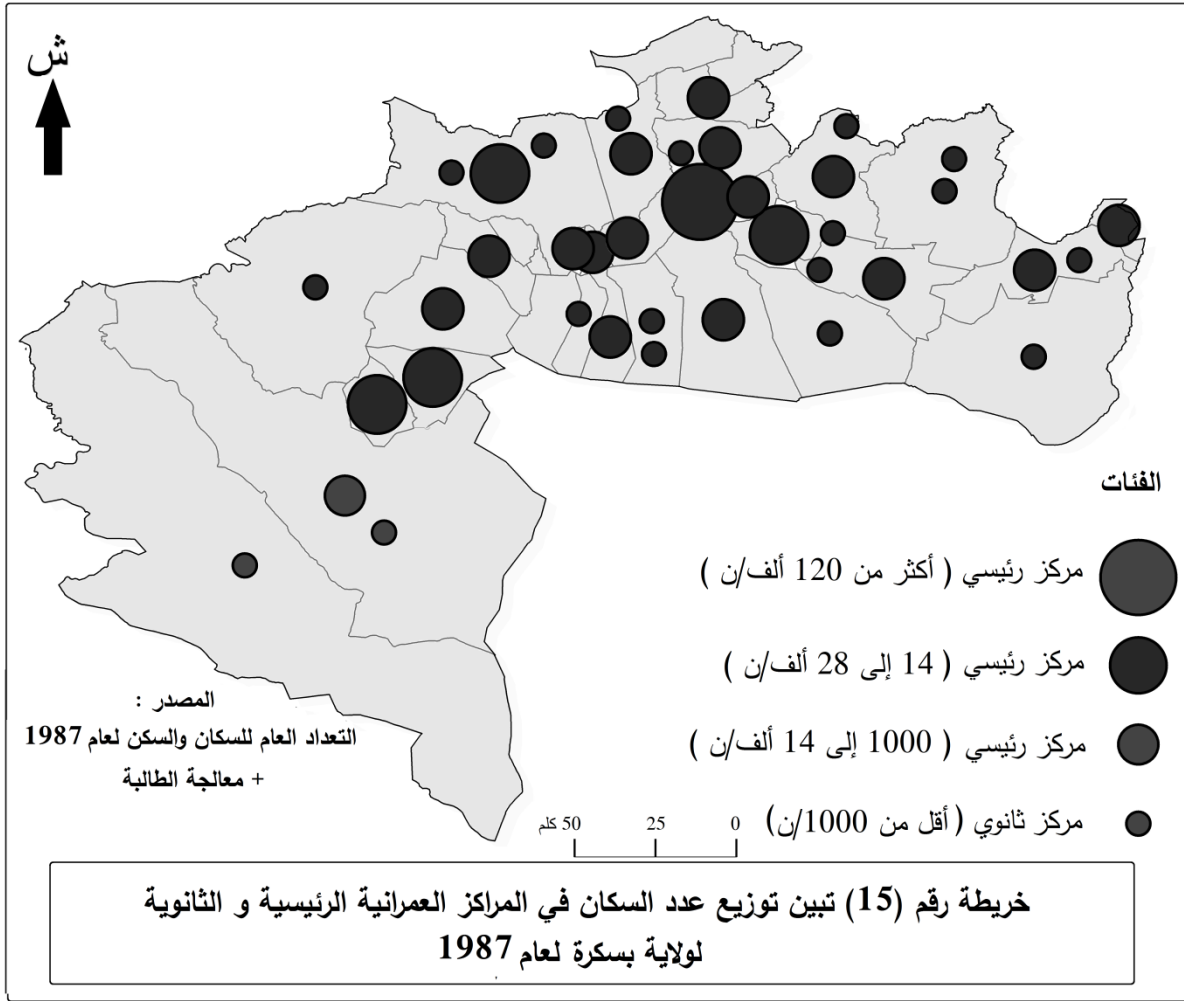 ش
الفئات
مركز رئيسي ( أكثر من 120 ألف/ن )
مركز رئيسي ( 14 إلى 28 ألف/ن )
مركز رئيسي ( 1000 إلى 14 ألف/ن )
مركز ثانوي ( أقل من 1000/ن)
المصدر :
التعداد العام للسكان والسكن لعام 1987
+ معالجة الطالبة
0 25 50 كلم
خريطة رقم (15) تبين توزيع عدد السكان في المراكز العمرانية الرئيسية و الثانوية
لولاية بسكرة لعام 1987